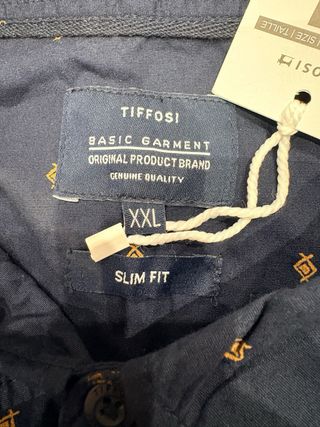 TIFFOSI
BASIC GARMENT
ORIGINAL PRODUCT BRAND
GENUINE QUALITY
XXL
SLIM FIT
SIZE | TAILLE